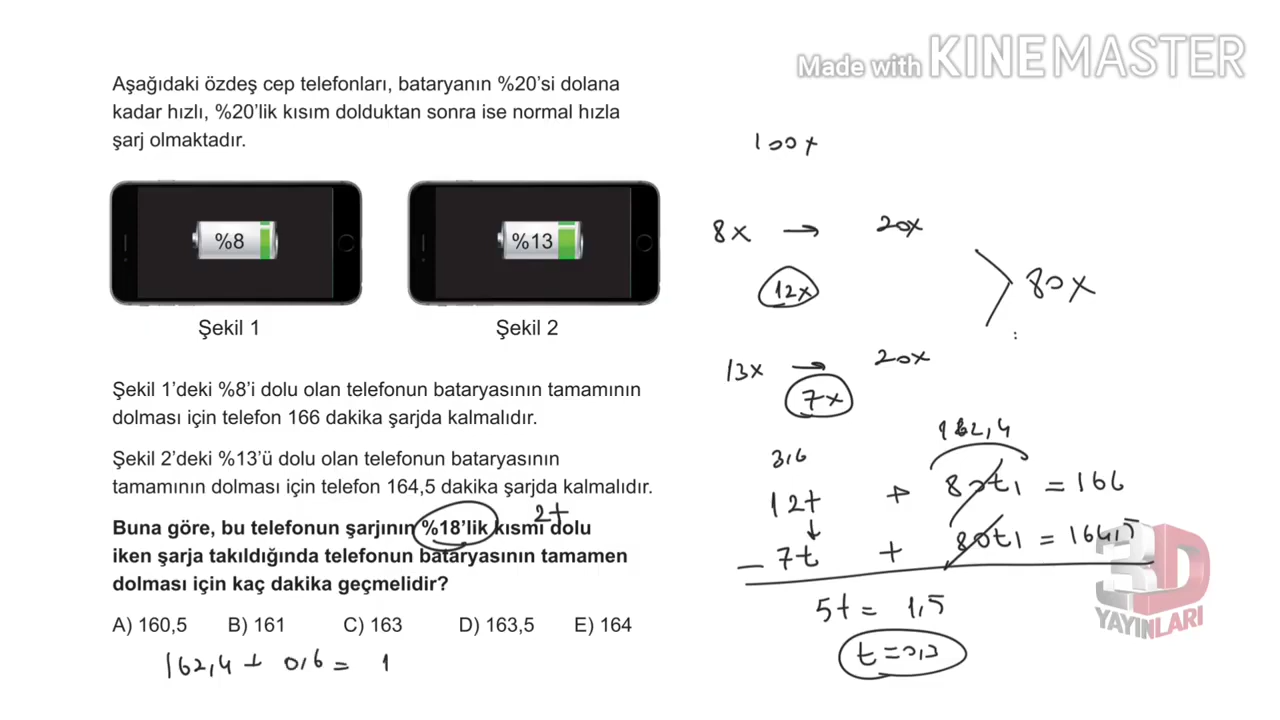 Made with KINEMASTER
Aşağıdaki özdeş cep telefonları, bataryanın %20'si dolana
kadar hızlı, %20'lik kısım dolduktan sonra ise normal hızla
şarj olmaktadır.
%8
%13
Şekil 1
Şekil 2
Şekil 1'deki %8'i dolu olan telefonun bataryasının tamamının
dolması için telefon 166 dakika şarjda kalmalıdır.
Şekil 2'deki %13'ü dolu olan telefonun bataryasının
tamamının dolması için telefon 164,5 dakika şarjda kalmalıdır.
2t
Buna göre, bu telefonun şarjının %18'lik kısmı dolu
iken şarja takıldığında telefonun bataryasının tamamen
dolması için kaç dakika geçmelidir?
A) 160,5 B) 161 C) 163 D) 163,5 E) 164
162,4 + 0,6 = 1
100x
8x → 20x
12x
80x
13x → 20x
7x
162,4
3,6
12t + 80t1 = 166
- 7t + 80t1 = 164,5
5t = 1,5
t = 0,3
3D
YAYINLARI